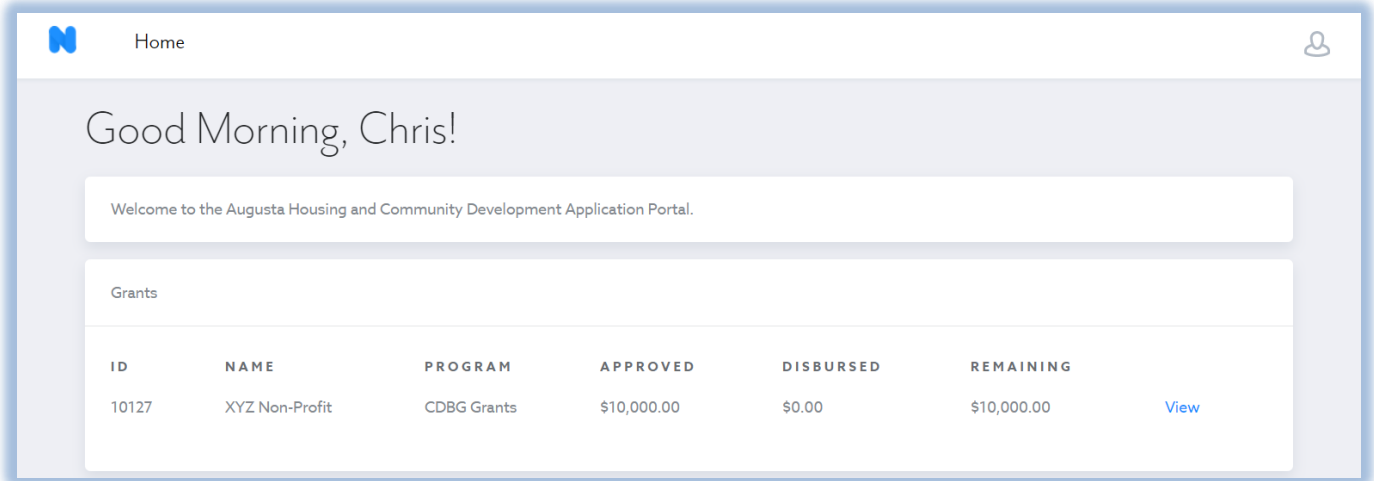 Home
Good Morning, Chris!
Welcome to the Augusta Housing and Community Development Application Portal.
Grants
ID NAME PROGRAM APPROVED DISBURSED REMAINING
10127 XYZ Non-Profit CDBG Grants $10,000.00 $0.00 $10,000.00 View